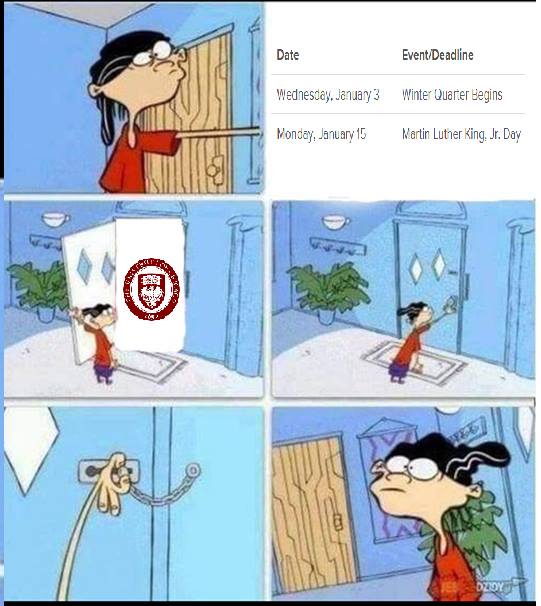 Date Event/Deadline
Wednesday, January 3 Winter Quarter Begins
Monday, January 15 Martin Luther King, Jr. Day